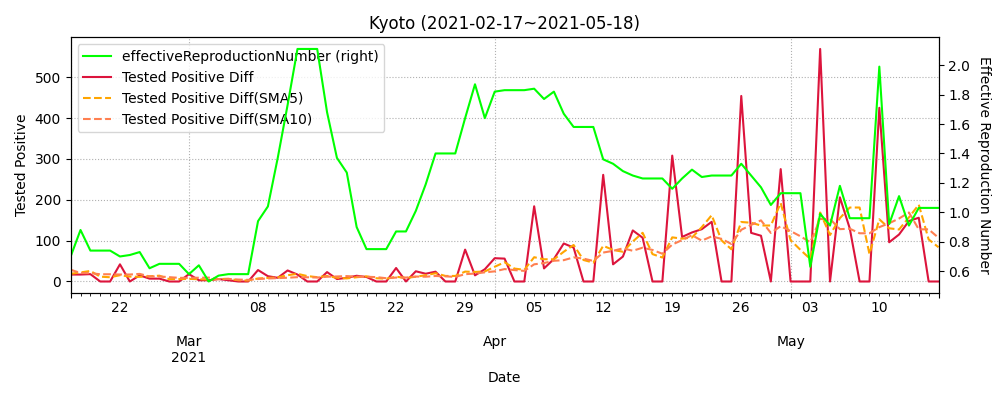 Kyoto (2021-02-17~2021-05-18)
effectiveReproductionNumber (right)
Tested Positive Diff
Tested Positive Diff(SMA5)
Tested Positive Diff(SMA10)
Tested Positive
500
400
300
200
100
0
2.0
1.8
1.6
1.4
1.2
1.0
0.8
0.6
Effective Reproduction Number
22 08 15 22 29 05 12 19 26 03 10
Mar Apr May
2021
Date